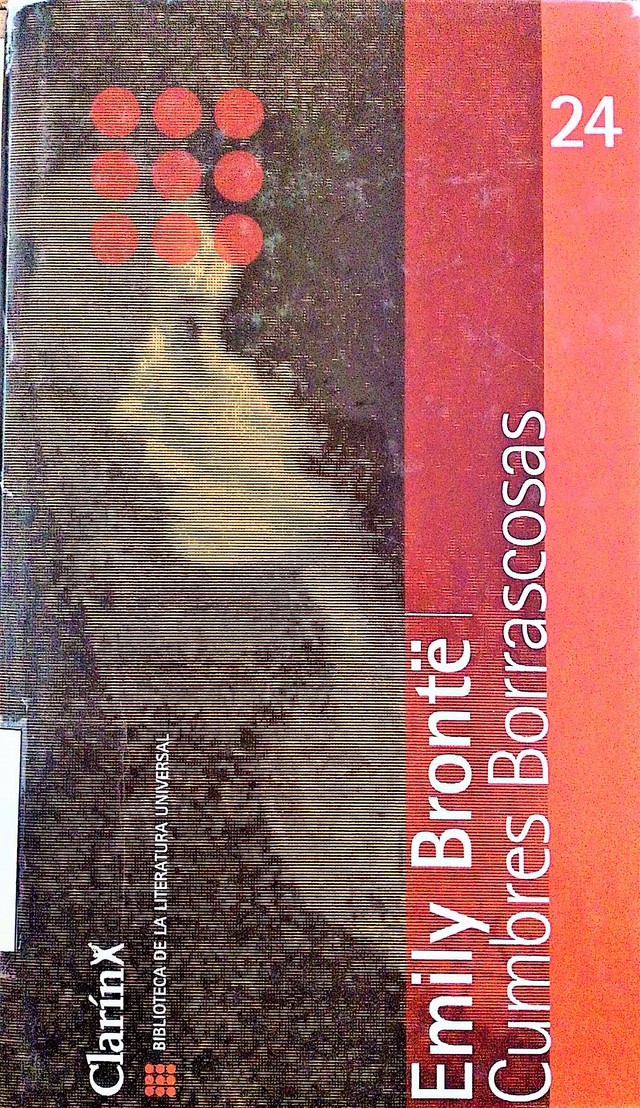 24
Emily Brontë
Cumbres Borrascosas
Clarín
BIBLIOTECA DE LA LITERATURA UNIVERSAL